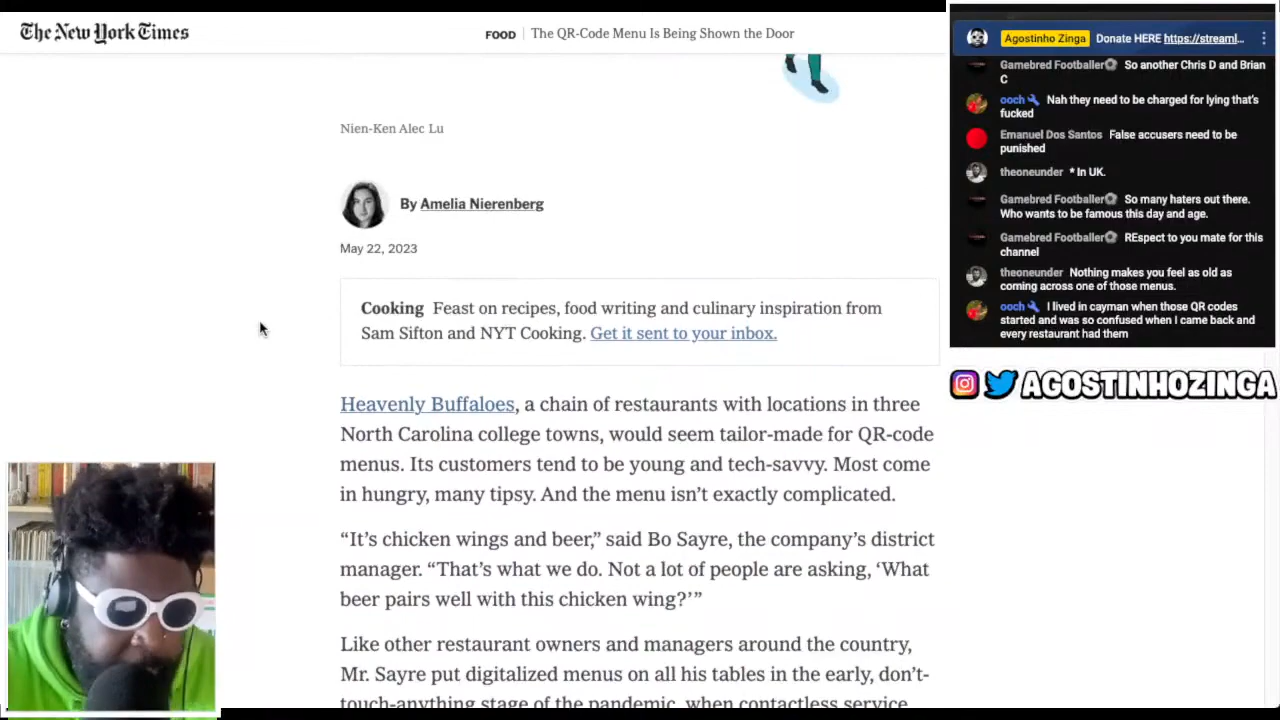 The New York Times
FOOD
The QR-Code Menu Is Being Shown the Door
Nien-Ken Alec Lu
By Amelia Nierenberg
May 22, 2023
Cooking Feast on recipes, food writing and culinary inspiration from
Sam Sifton and NYT Cooking. Get it sent to your inbox.
Heavenly Buffaloes, a chain of restaurants with locations in three
North Carolina college towns, would seem tailor-made for QR-code
menus. Its customers tend to be young and tech-savvy. Most come
in hungry, many tipsy. And the menu isn’t exactly complicated.
“It’s chicken wings and beer,” said Bo Sayre, the company’s district
manager. “That’s what we do. Not a lot of people are asking, ‘What
beer pairs well with this chicken wing?’”
Like other restaurant owners and managers around the country,
Mr. Sayre put digitalized menus on all his tables in the early, don’t-
touch-anything stage of the pandemic, when contactless service
Agostinho Zinga Donate HERE https://streaml...
Gamebred Footballer⚽ So another Chris D and Brian
C
ooch Nah they need to be charged for lying that's
fucked
Emanuel Dos Santos False accusers need to be
punished
theoneunder * In UK.
Gamebred Footballer⚽ So many haters out there.
Who wants to be famous this day and age.
Gamebred Footballer⚽ REspect to you mate for this
channel
theoneunder Nothing makes you feel as old as
coming across one of those menus.
ooch I lived in cayman when those QR codes
started and was so confused when I came back and
every restaurant had them
AGOSTINHOZINGA